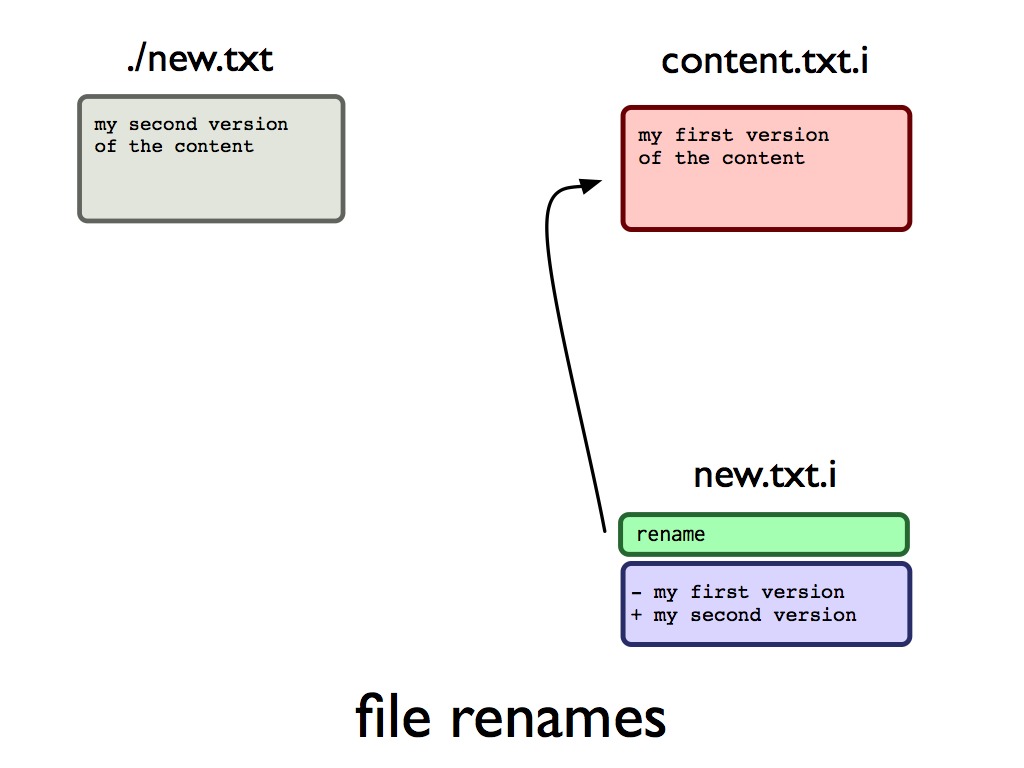 ./new.txt
my second version
of the content
content.txt.i
my first version
of the content
new.txt.i
rename
- my first version
+ my second version
file renames